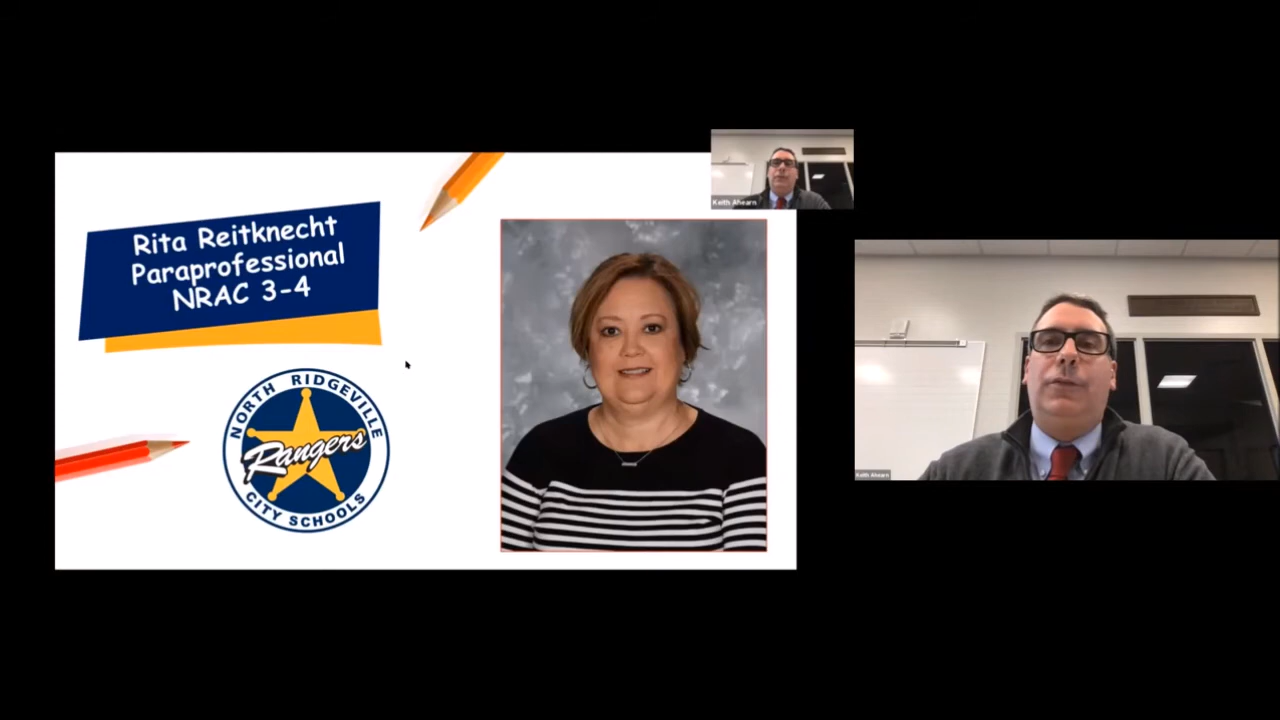 Rita Reitknecht
Paraprofessional
NRAC 3-4
NORTH RIDGEVILLE
Rangers
CITY SCHOOLS
Keith Ahearn
Keith Ahearn